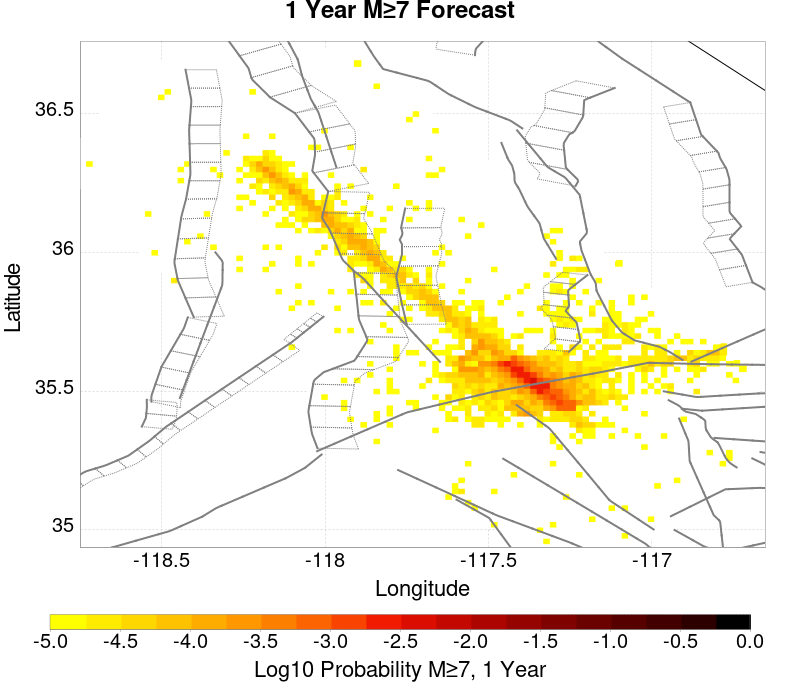 1 Year M≥7 Forecast
36.5
36
35.5
35
Latitude
-118.5 -118 -117.5 -117
Longitude
-5.0 -4.5 -4.0 -3.5 -3.0 -2.5 -2.0 -1.5 -1.0 -0.5 0.0
Log10 Probability M≥7, 1 Year